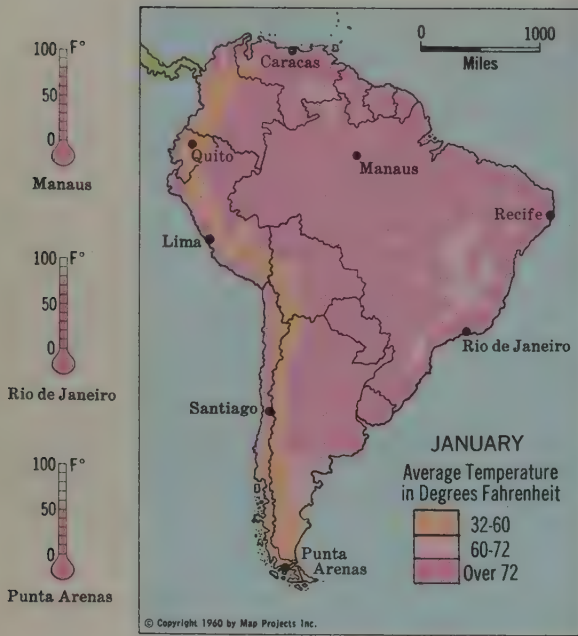 100 F°
50
0
Manaus
100 F°
50
0
Rio de Janeiro
100 F°
50
0
Punta Arenas
0 1000
Miles
Caracas
Quito
Manaus
Recife
Lima
Rio de Janeiro
Santiago
Punta
Arenas
JANUARY
Average Temperature
in Degrees Fahrenheit
32-60
60-72
Over 72
© Copyright 1960 by Map Projects Inc.